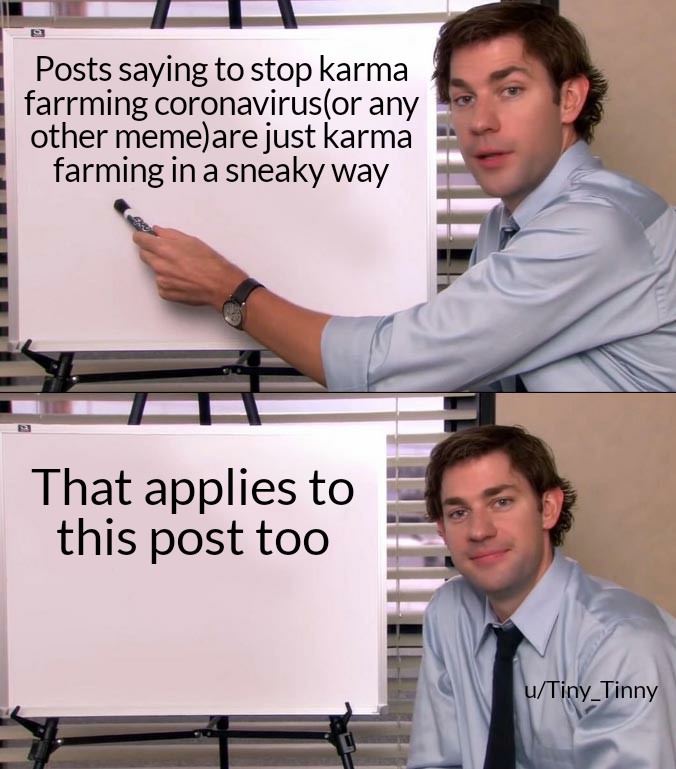 Posts saying to stop karma
farrming coronavirus(or any
other meme)are just karma
farming in a sneaky way
That applies to
this post too
u/Tiny_Tinny